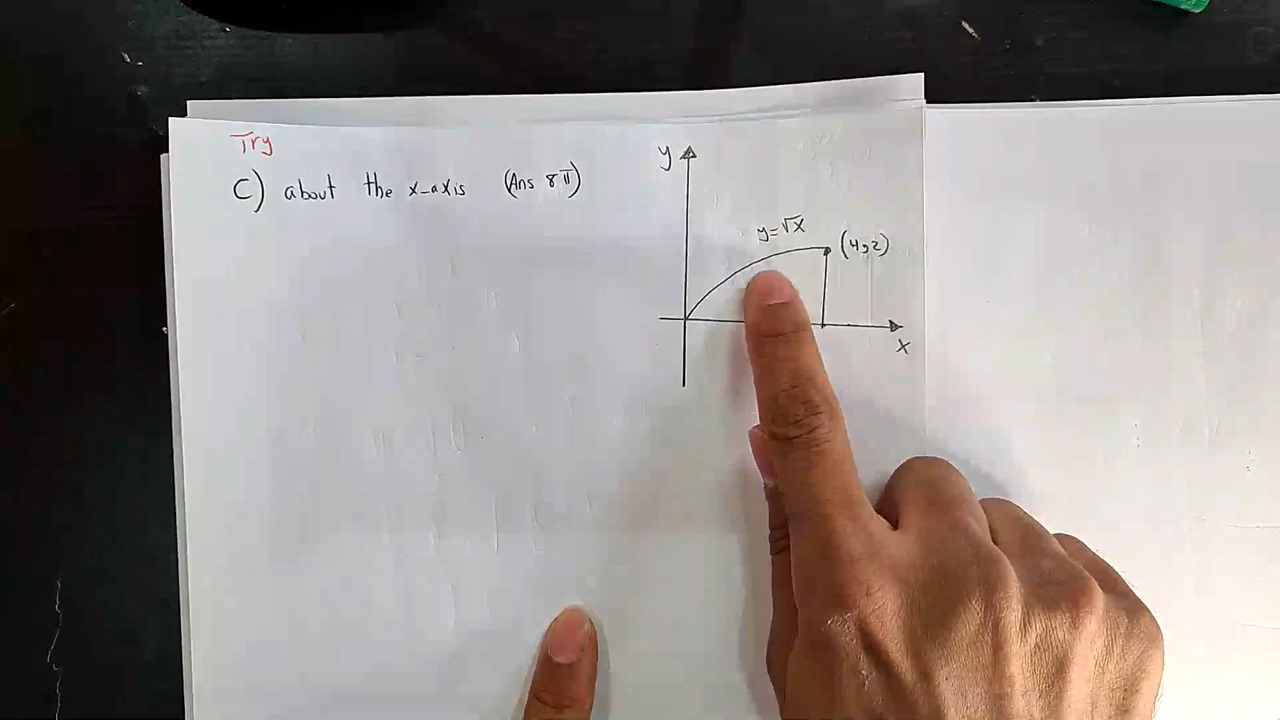 Try
C) about the x-axis (Ans 8π)
y
y=√x
(4,2)
x